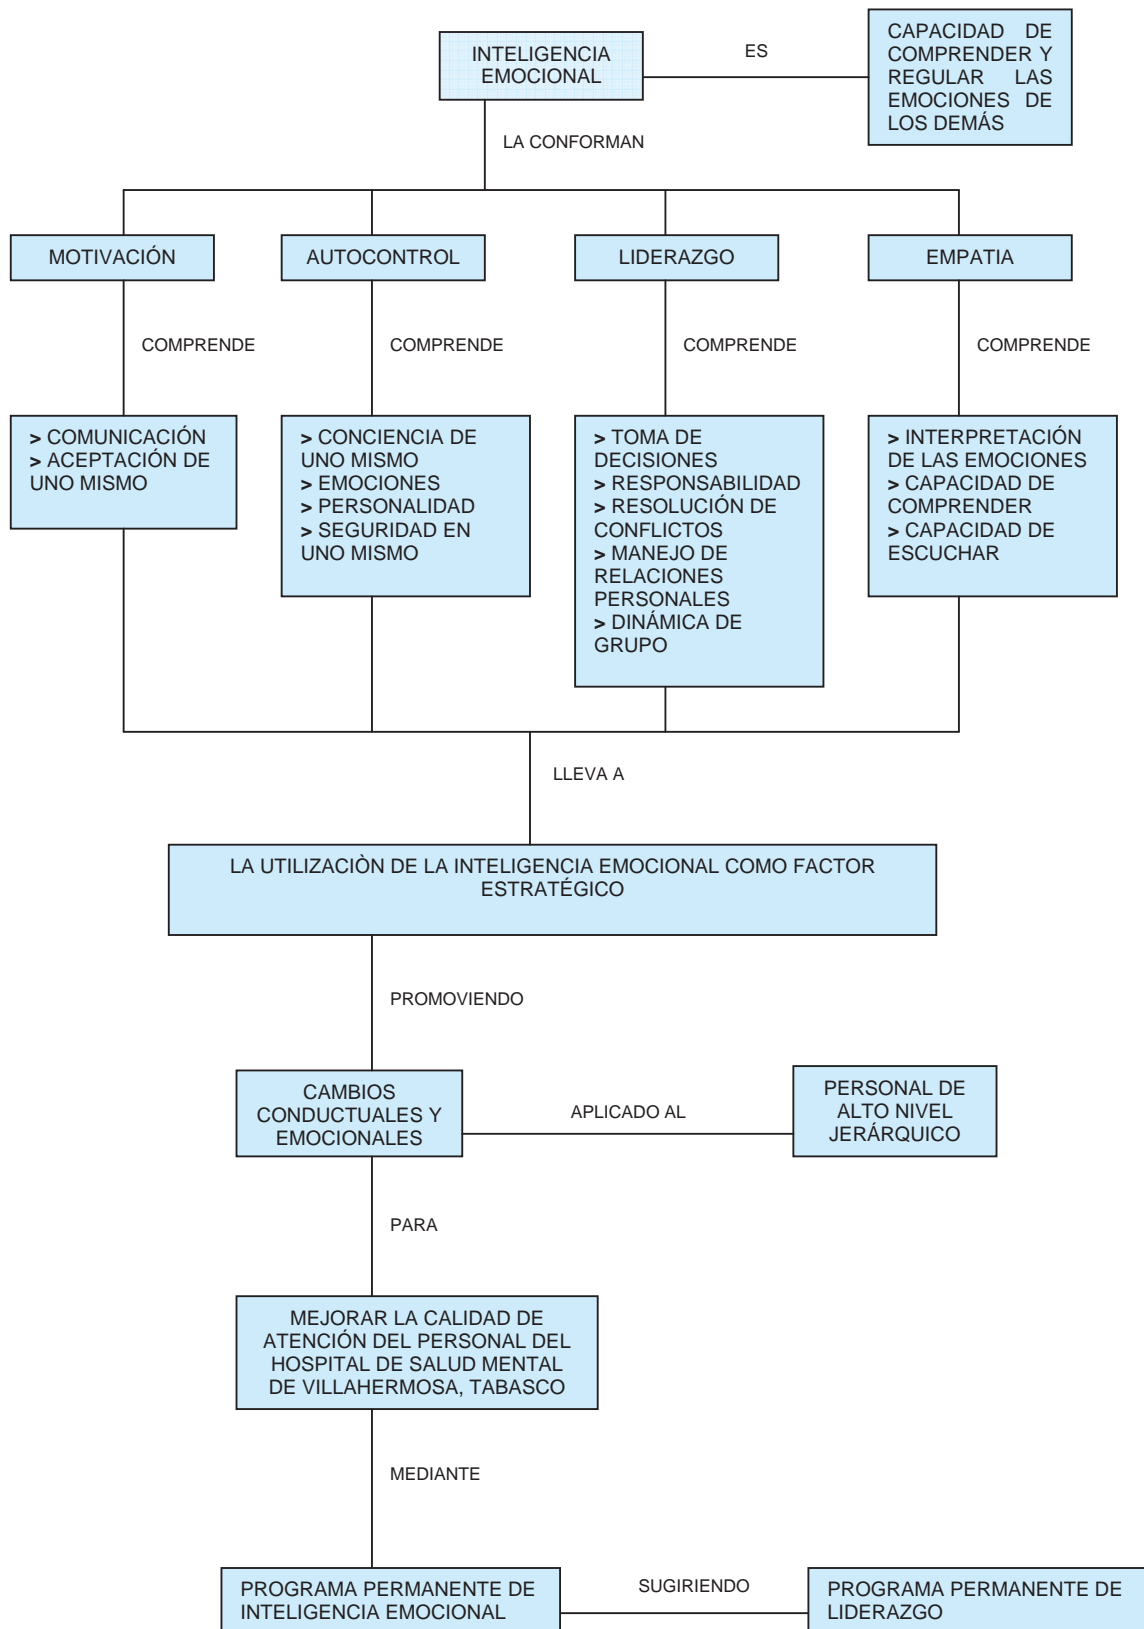 INTELIGENCIA
EMOCIONAL
ES
CAPACIDAD DE
COMPRENDER Y
REGULAR LAS
EMOCIONES DE
LOS DEMÁS
LA CONFORMAN
MOTIVACIÓN
AUTOCONTROL
LIDERAZGO
EMPATIA
COMPRENDE
COMPRENDE
COMPRENDE
COMPRENDE
> COMUNICACIÓN
> ACEPTACIÓN DE
UNO MISMO
> CONCIENCIA DE
UNO MISMO
> EMOCIONES
> PERSONALIDAD
> SEGURIDAD EN
UNO MISMO
> TOMA DE
DECISIONES
> RESPONSABILIDAD
> RESOLUCIÓN DE
CONFLICTOS
> MANEJO DE
RELACIONES
PERSONALES
> DINÁMICA DE
GRUPO
> INTERPRETACIÓN
DE LAS EMOCIONES
> CAPACIDAD DE
COMPRENDER
> CAPACIDAD DE
ESCUCHAR
LLEVA A
LA UTILIZACIÒN DE LA INTELIGENCIA EMOCIONAL COMO FACTOR
ESTRATÉGICO
PROMOVIENDO
CAMBIOS
CONDUCTUALES Y
EMOCIONALES
APLICADO AL
PERSONAL DE
ALTO NIVEL
JERÁRQUICO
PARA
MEJORAR LA CALIDAD DE
ATENCIÓN DEL PERSONAL DEL
HOSPITAL DE SALUD MENTAL
DE VILLAHERMOSA, TABASCO
MEDIANTE
PROGRAMA PERMANENTE DE
INTELIGENCIA EMOCIONAL
SUGIRIENDO
PROGRAMA PERMANENTE DE
LIDERAZGO